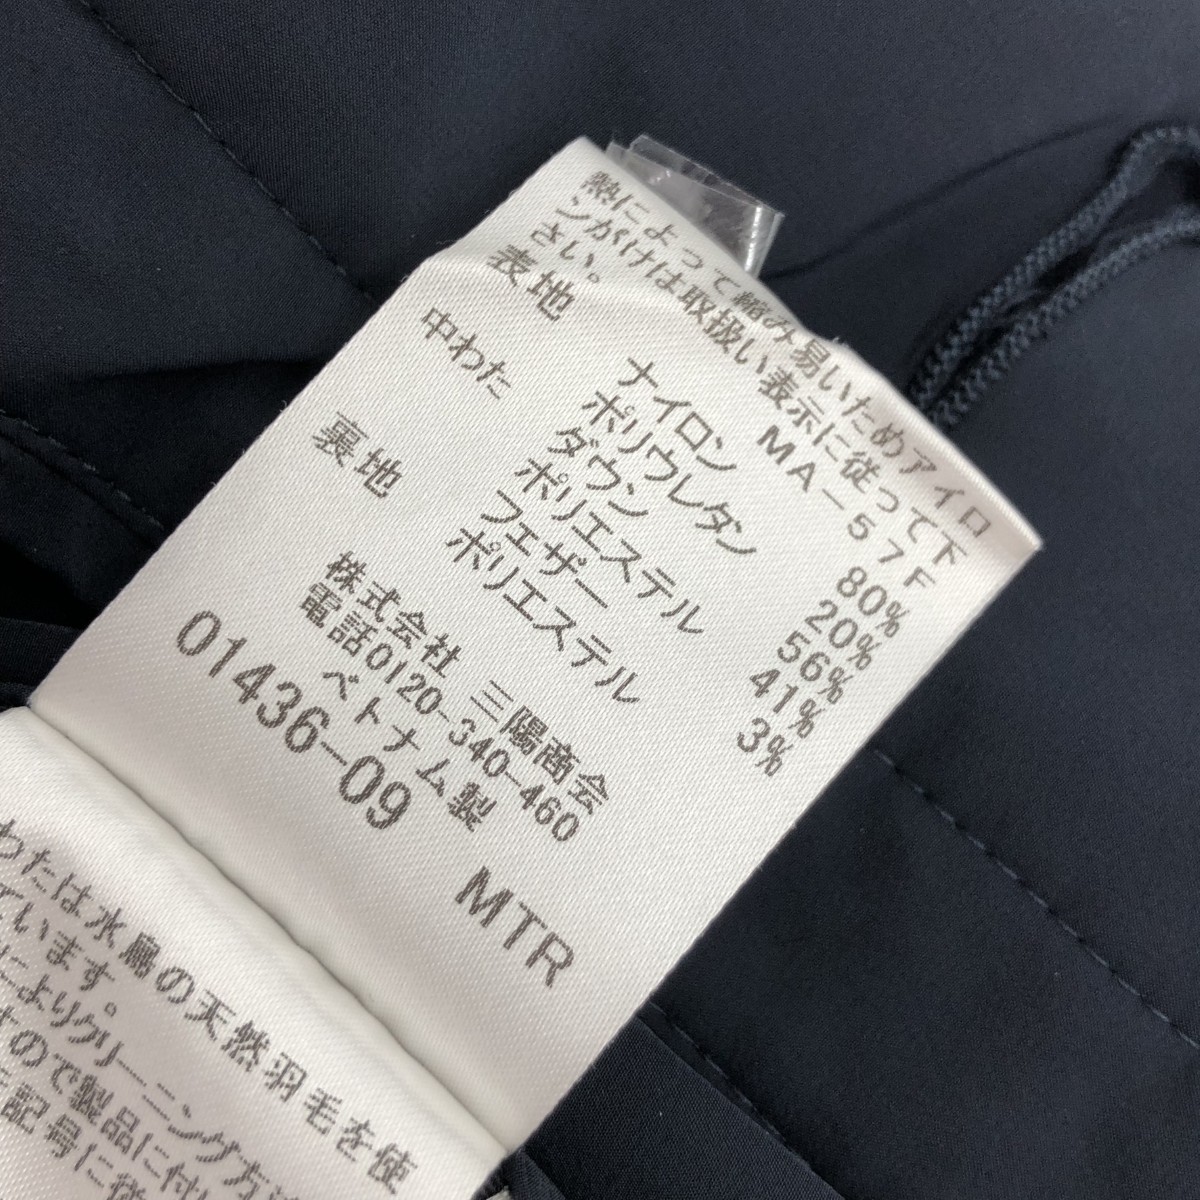 熱によって縮み易いためアイロ
ンがけは取扱い表示に従って下
さい。 MA-57F
表地 ナイロン 80%
ポリウレタン 20%
中わた ダウン 56%
ポリエステル 41%
フェザー 3%
裏地 ポリエステル
株式会社 三陽商会
電話0120-340-460
ベトナム製
01436-09 MTR
わたは水鳥の天然羽毛を使
ています。
によりクリーニング方
ので製品に付
記号に従